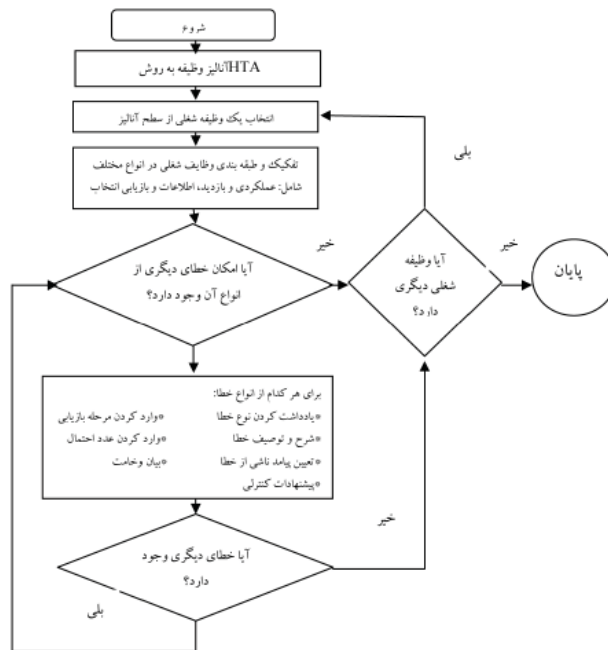 شروع
آنالیز وظیفه به روش HTA
انتخاب یک وظیفه شغلی از سطح آنالیز
تفکیک و طبقه بندی وظایف شغلی در انواع مختلف
شامل: عملکردی و بازدید، اطلاعات و بازیابی انتخاب
آیا امکان خطای دیگری از
انواع آن وجود دارد؟
خیر
آیا وظیفه
شغلی دیگری
دارد؟
بلی
خیر
پایان
برای هر کدام از انواع خطا:
*یادداشت کردن نوع خطا
*شرح و توصیف خطا
*تعیین پیامد ناشی از خطا
*پیشنهادات کنترلی
*وارد کردن مرحله بازیابی
*وارد کردن عدد احتمال
*بیان وخامت
آیا خطای دیگری وجود
دارد؟
خیر
بلی